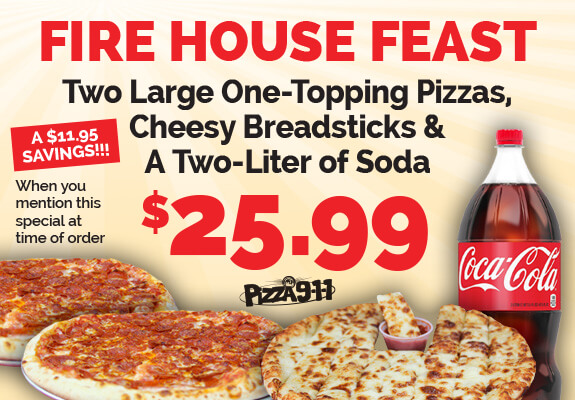 FIRE HOUSE FEAST
Two Large One-Topping Pizzas,
Cheesy Breadsticks &
A Two-Liter of Soda
A $11.95
SAVINGS!!!
When you
mention this
special at
time of order
$25.99
PIZZA 911
Coca-Cola